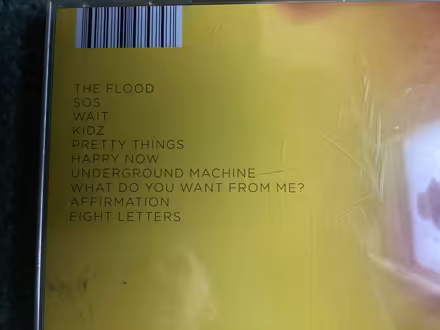 THE FLOOD
SOS
WAIT
KIDZ
PRETTY THINGS
HAPPY NOW
UNDERGROUND MACHINE
WHAT DO YOU WANT FROM ME?
AFFIRMATION
EIGHT LETTERS